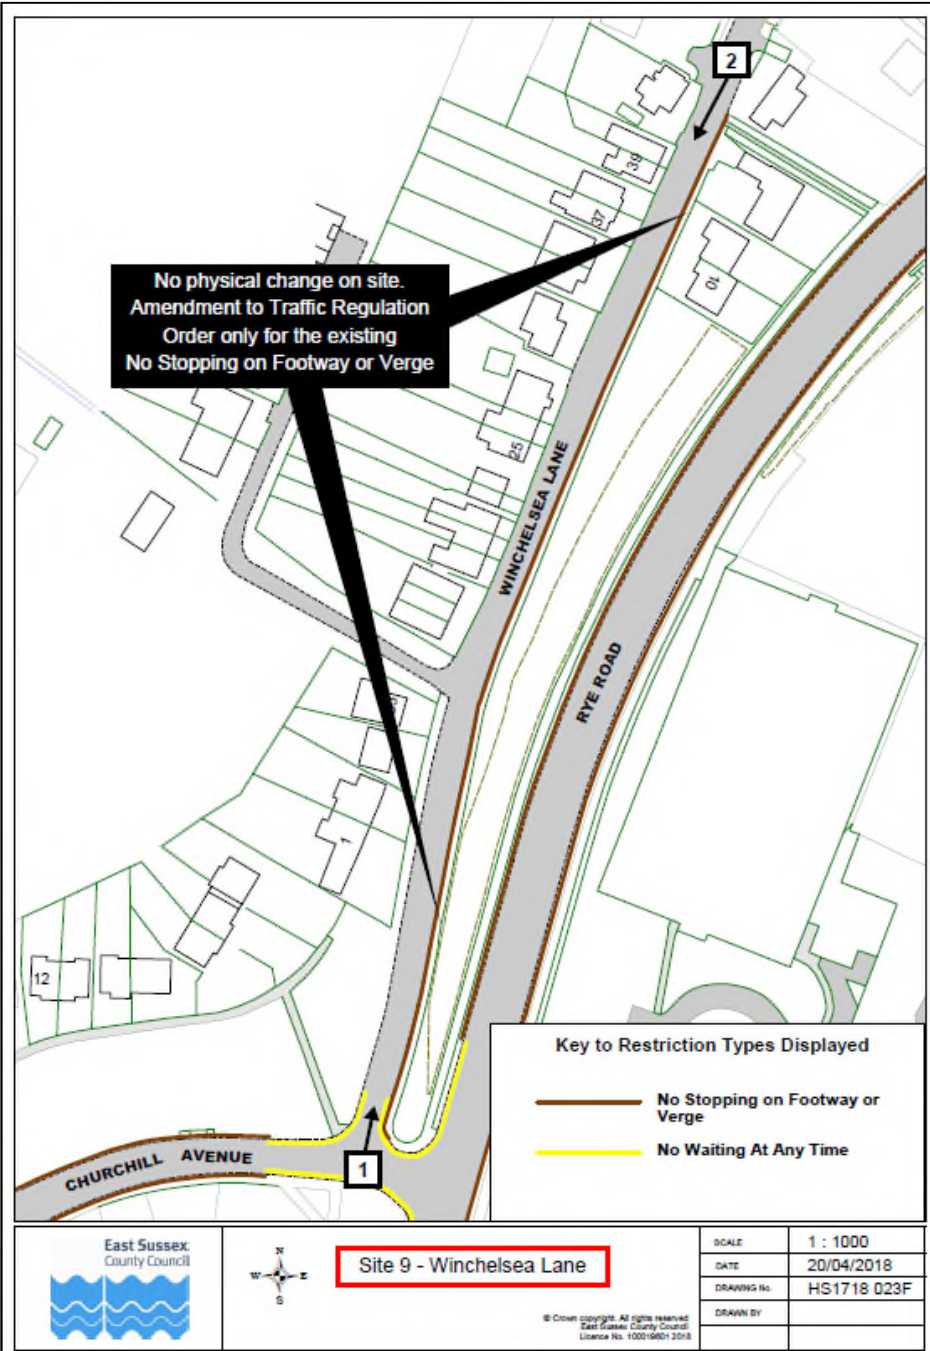 2
39
37
10
No physical change on site.
Amendment to Traffic Regulation
Order only for the existing
No Stopping on Footway or Verge
25
WINCHELSEA LANE
RYE ROAD
1
12
Key to Restriction Types Displayed
No Stopping on Footway or
Verge
No Waiting At Any Time
CHURCHILL AVENUE
1
East Sussex
County Council
N
W E
S
Site 9 - Winchelsea Lane
© Crown copyright. All rights reserved
East Sussex County Council
Licence No. 100019601 2018
SCALE 1 : 1000
DATE 20/04/2018
DRAWING No. HS1718 023F
DRAWN BY